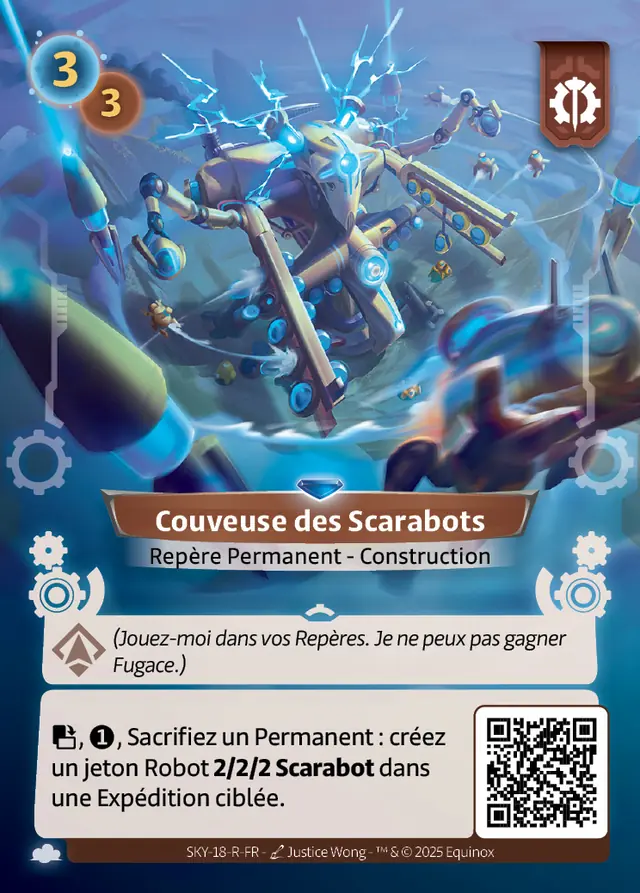 3
3
Couveuse des Scarabots
Repère Permanent - Construction
(Jouez-moi dans vos Repères. Je ne peux pas gagner
Fugace.)
, 1, Sacrifiez un Permanent : créez
un jeton Robot 2/2/2 Scarabot dans
une Expédition ciblée.
SKY-18-R-FR - Justice Wong - ™ & © 2025 Equinox